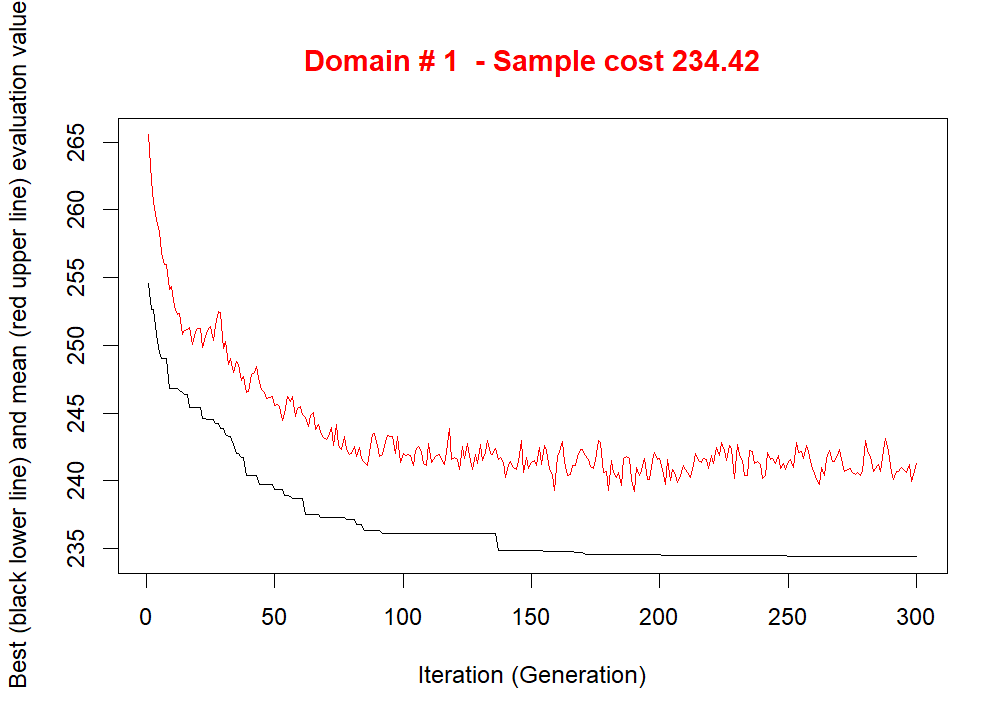 Domain # 1  - Sample cost 234.42
Best (black lower line) and mean (red upper line) evaluation value
265
260
255
250
245
240
235
0 50 100 150 200 250 300
Iteration (Generation)